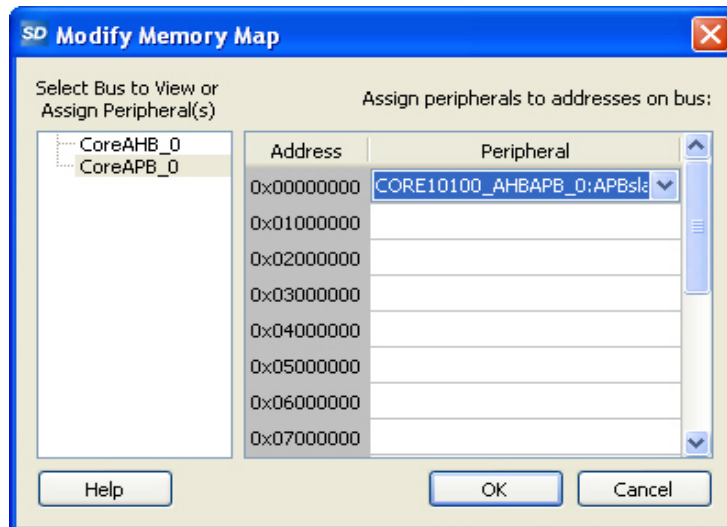 SD Modify Memory Map
Select Bus to View or
Assign Peripheral(s)
Assign peripherals to addresses on bus:
CoreAHB_0
CoreAPB_0
Address Peripheral
0x00000000 CORE10100_AHBAPB_0:APBsla
0x01000000
0x02000000
0x03000000
0x04000000
0x05000000
0x06000000
0x07000000
Help OK Cancel